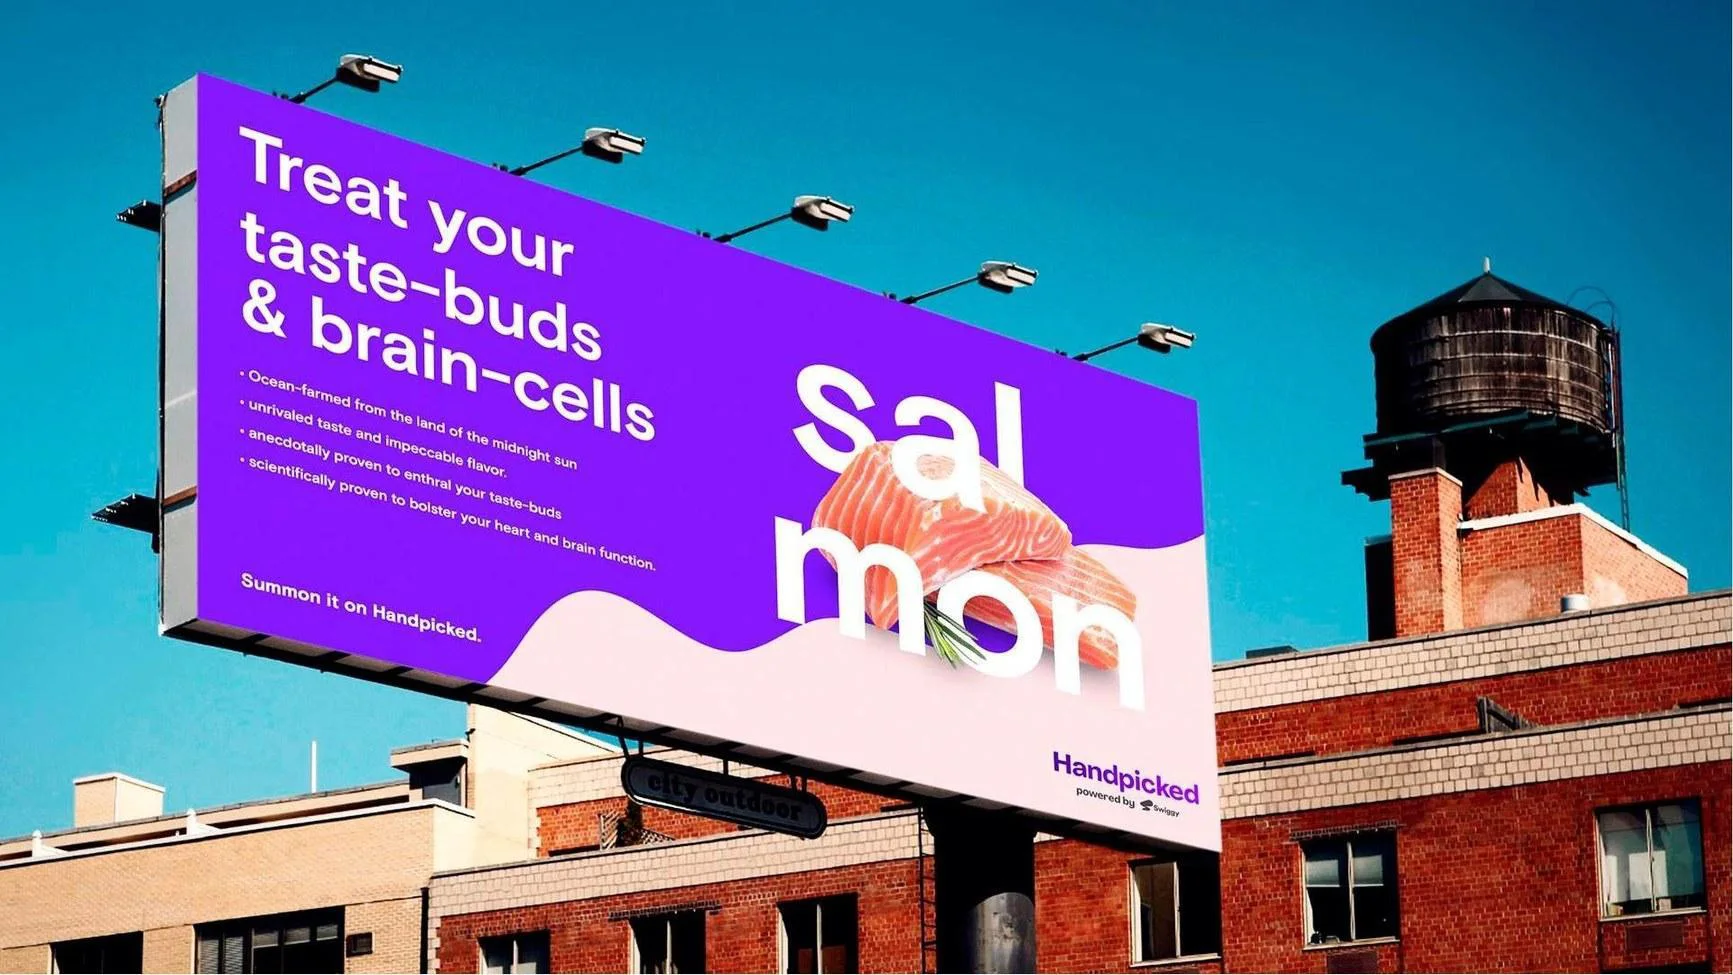 Treat your
taste-buds
& brain-cells
• Ocean-farmed from the land of the midnight sun
• unrivaled taste and impeccable flavor.
• anecdotally proven to enthral your taste-buds
• scientifically proven to bolster your heart and brain function.
Summon it on Handpicked.
sal
mon
Handpicked
powered by Swiggy
city outdoor